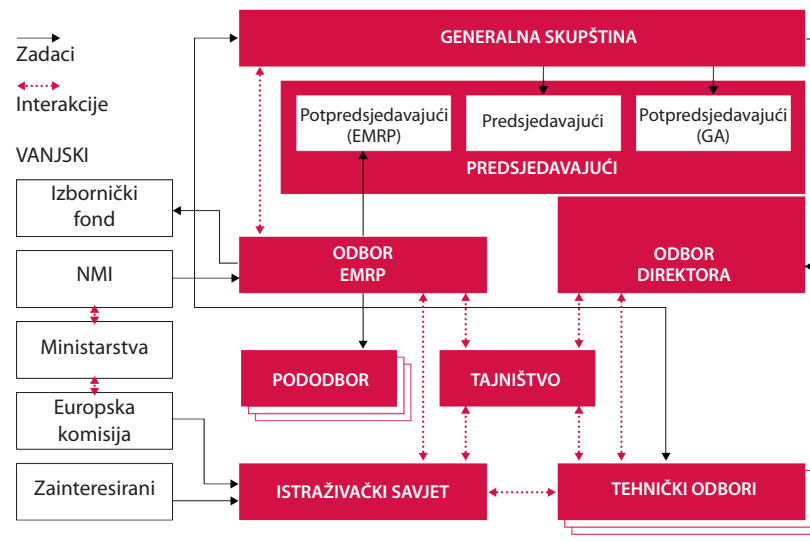 Zadaci
Interakcije
VANJSKI
Izbornički
fond
NMI
Ministarstva
Europska
komisija
Zainteresirani
GENERALNA SKUPŠTINA
Potpredsjedavajući
(EMRP)
Predsjedavajući
Potpredsjedavajući
(GA)
PREDSJEDAVAJUĆI
ODBOR
EMRP
ODBOR
DIREKTORA
PODODBOR
TAJNIŠTVO
ISTRAŽIVAČKI SAVJET
TEHNIČKI ODBORI